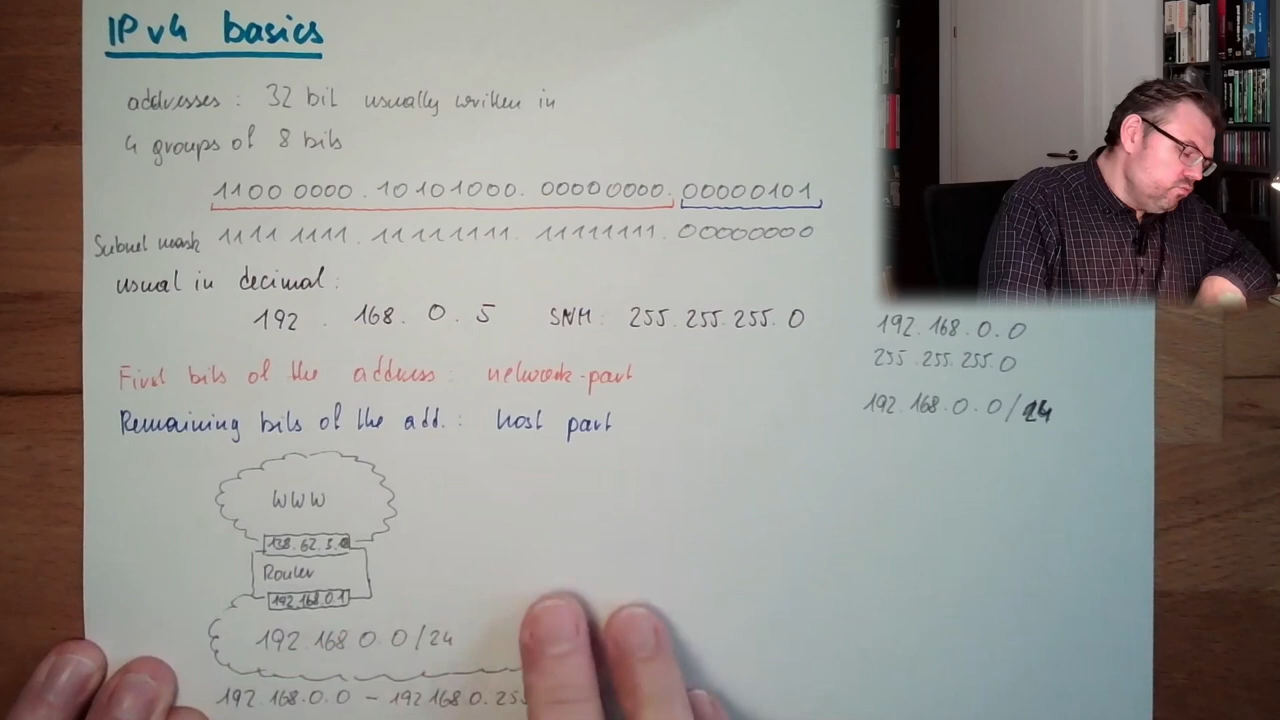 IPv4 basics
addresses: 32 bit usually written in
4 groups of 8 bits
1100 0000.10101000.00000000.00000101
Subnet mask 1111 1111.11111111.11111111.00000000
usual in decimal:
192.168.0.5 SNM: 255.255.255.0
First bits of the address: network-part
Remaining bits of the add.: host part
WWW
Router
192.168.0.1
192.168.0.0/24
192.168.0.0 - 192.168.0.255
192.168.0.0
255.255.255.0
192.168.0.0/24